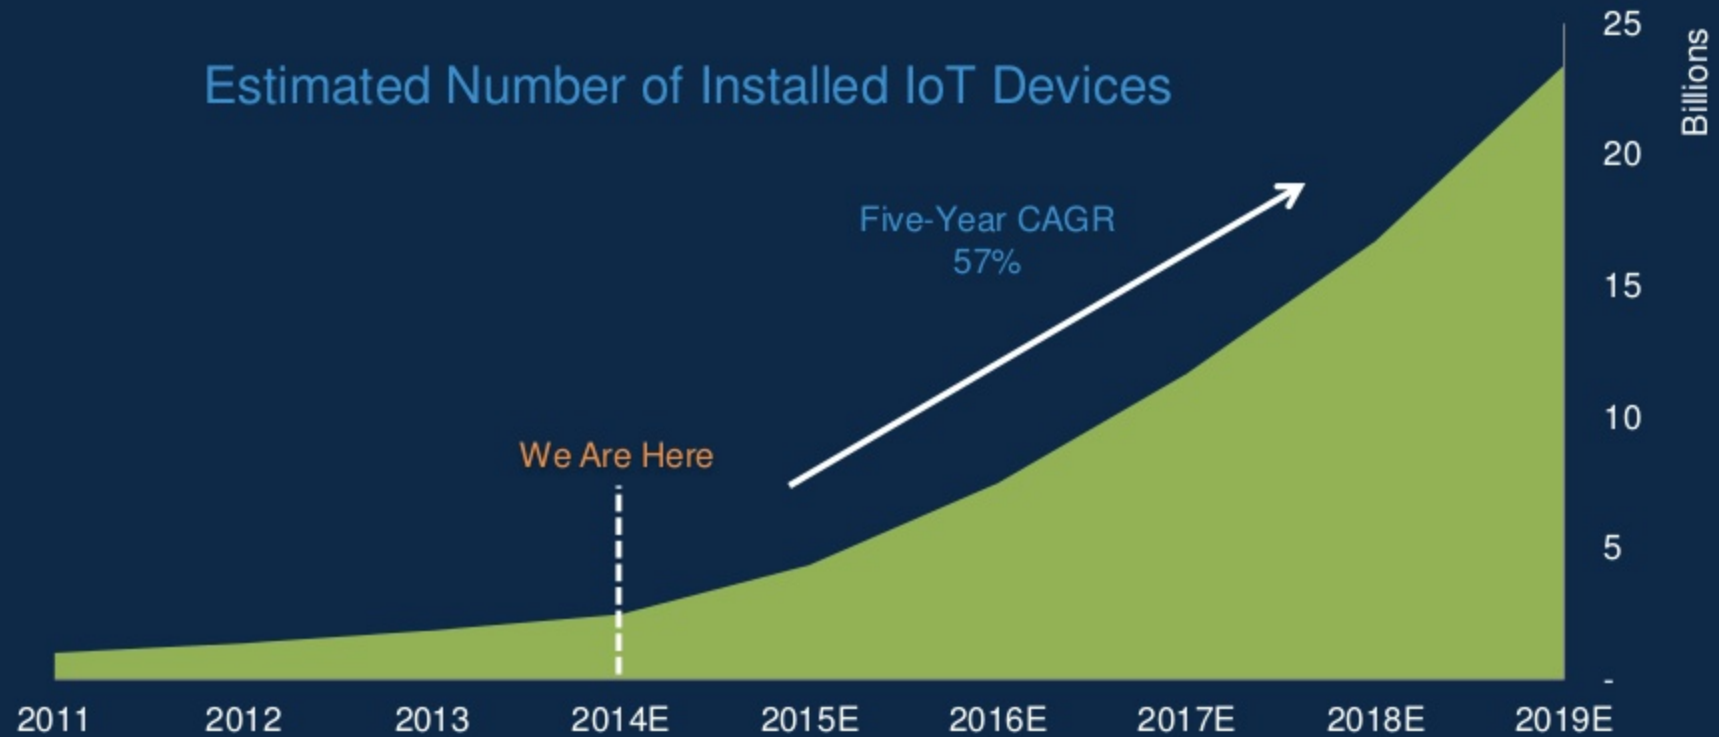 Estimated Number of Installed IoT Devices
Five-Year CAGR
57%
We Are Here
25
20
15
10
5
-
Billions
2011 2012 2013 2014E 2015E 2016E 2017E 2018E 2019E